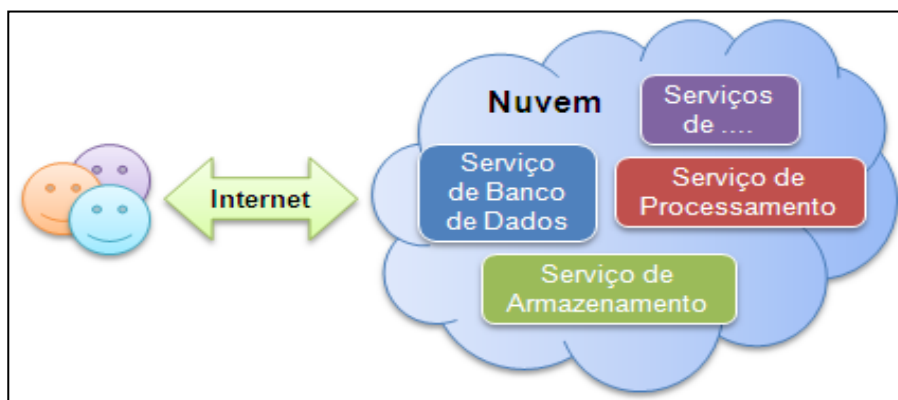 Nuvem
Serviços
de ....
Internet
Serviço
de Banco
de Dados
Serviço de
Processamento
Serviço de
Armazenamento